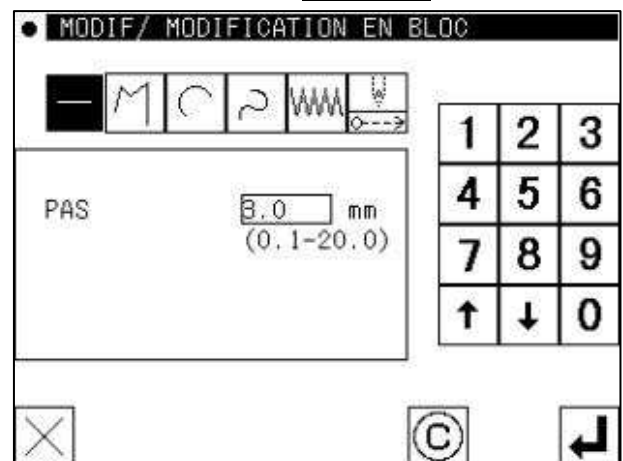 MODIF/ MODIFICATION EN BLOC
PAS 3.0 mm
(0.1-20.0)
1 2 3
4 5 6
7 8 9
↑ ↓ 0
C